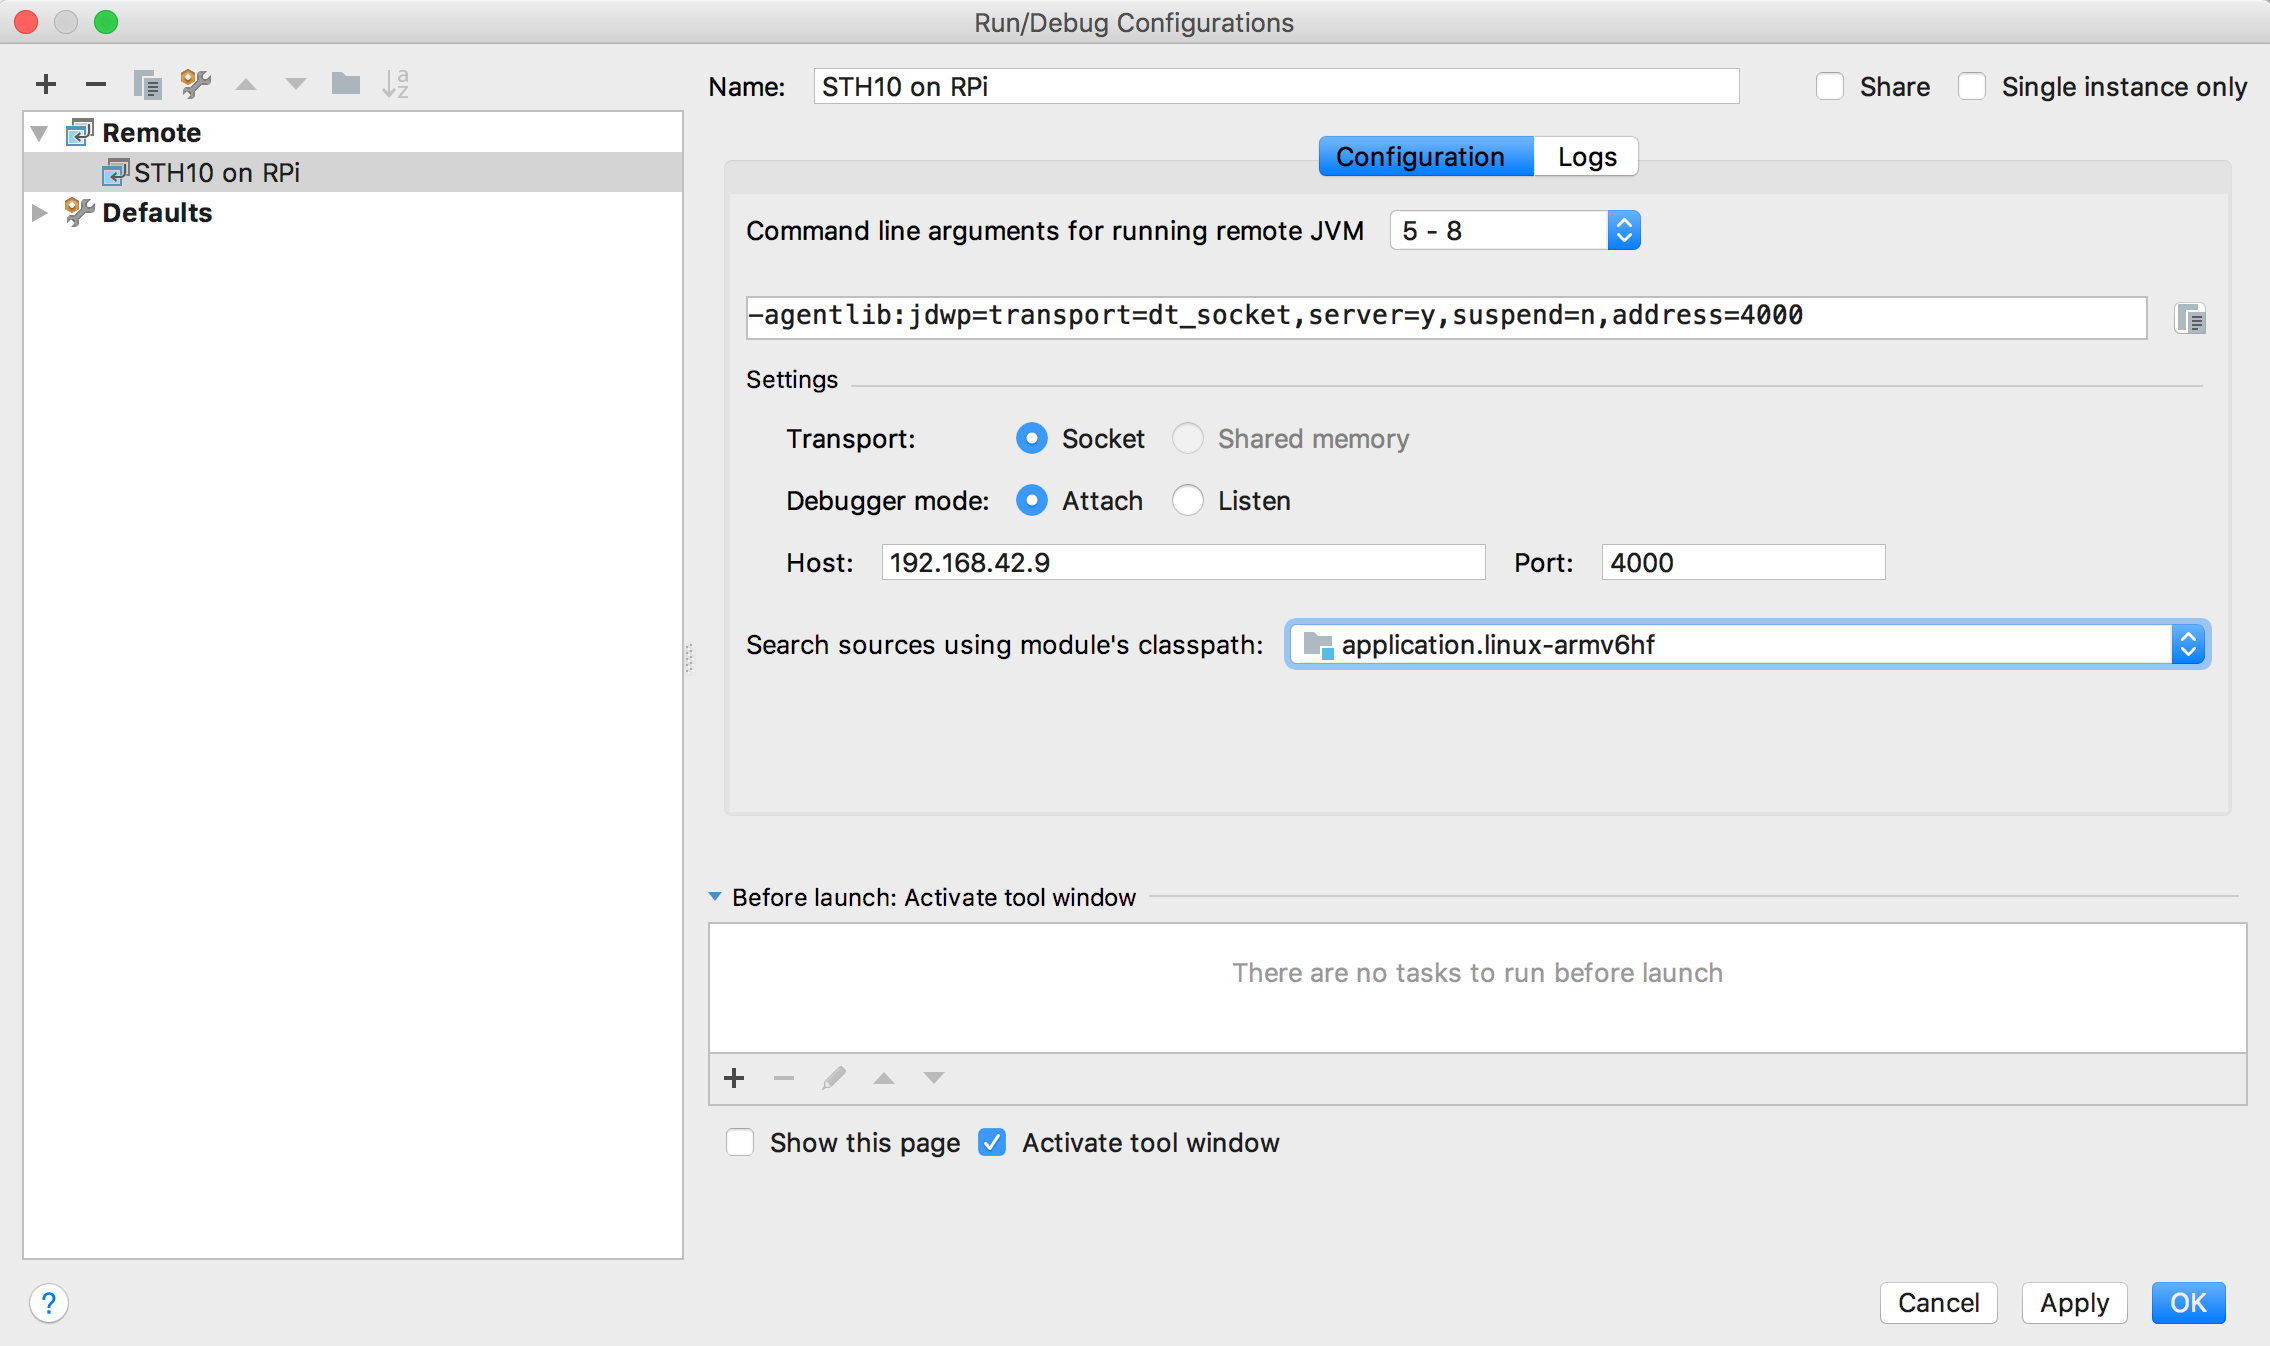 Run/Debug Configurations
Name: STH10 on RPi Share Single instance only
Remote
STH10 on RPi
Defaults
Configuration Logs
Command line arguments for running remote JVM 5 - 8
-agentlib:jdwp=transport=dt_socket,server=y,suspend=n,address=4000
Settings
Transport: Socket Shared memory
Debugger mode: Attach Listen
Host: 192.168.42.9 Port: 4000
Search sources using module's classpath: application.linux-armv6hf
Before launch: Activate tool window
There are no tasks to run before launch
Show this page Activate tool window
? Cancel Apply OK